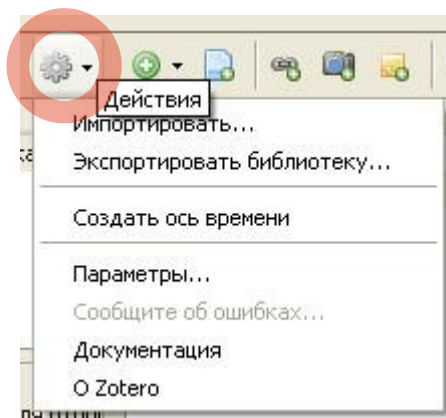 Действия
Импортировать...
Экспортировать библиотеку...
Создать ось времени
Параметры...
Сообщите об ошибках...
Документация
О Zotero